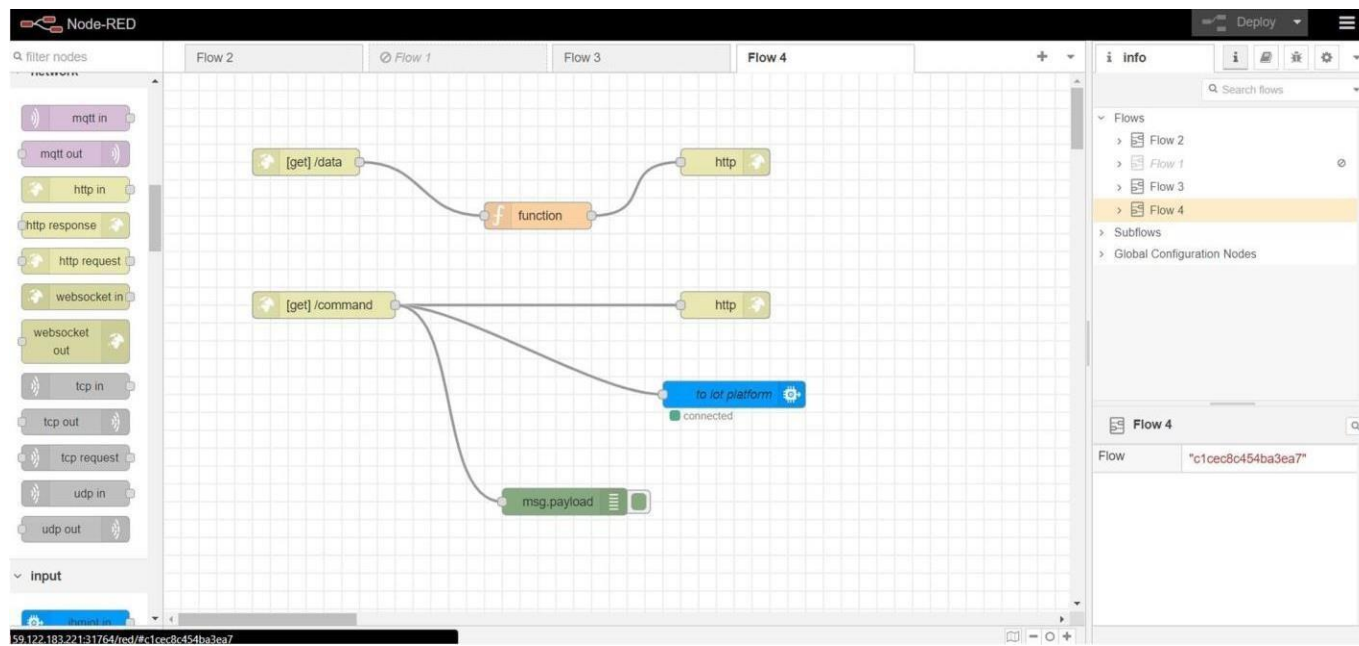 Node-RED
Deploy
filter nodes
Flow 2
Flow 1
Flow 3
Flow 4
i info
i
Search flows
network
mqtt in
mqtt out
http in
http response
http request
websocket in
websocket
out
tcp in
tcp out
tcp request
udp in
udp out
input
ibmiot in
[get] /data
function
http
[get] /command
http
to iot platform
connected
msg.payload
Flows
Flow 2
Flow 1
Flow 3
Flow 4
Subflows
Global Configuration Nodes
Flow 4
Flow
"c1cec8c454ba3ea7"
59.122.183.221:31764/red/#c1cec8c454ba3ea7